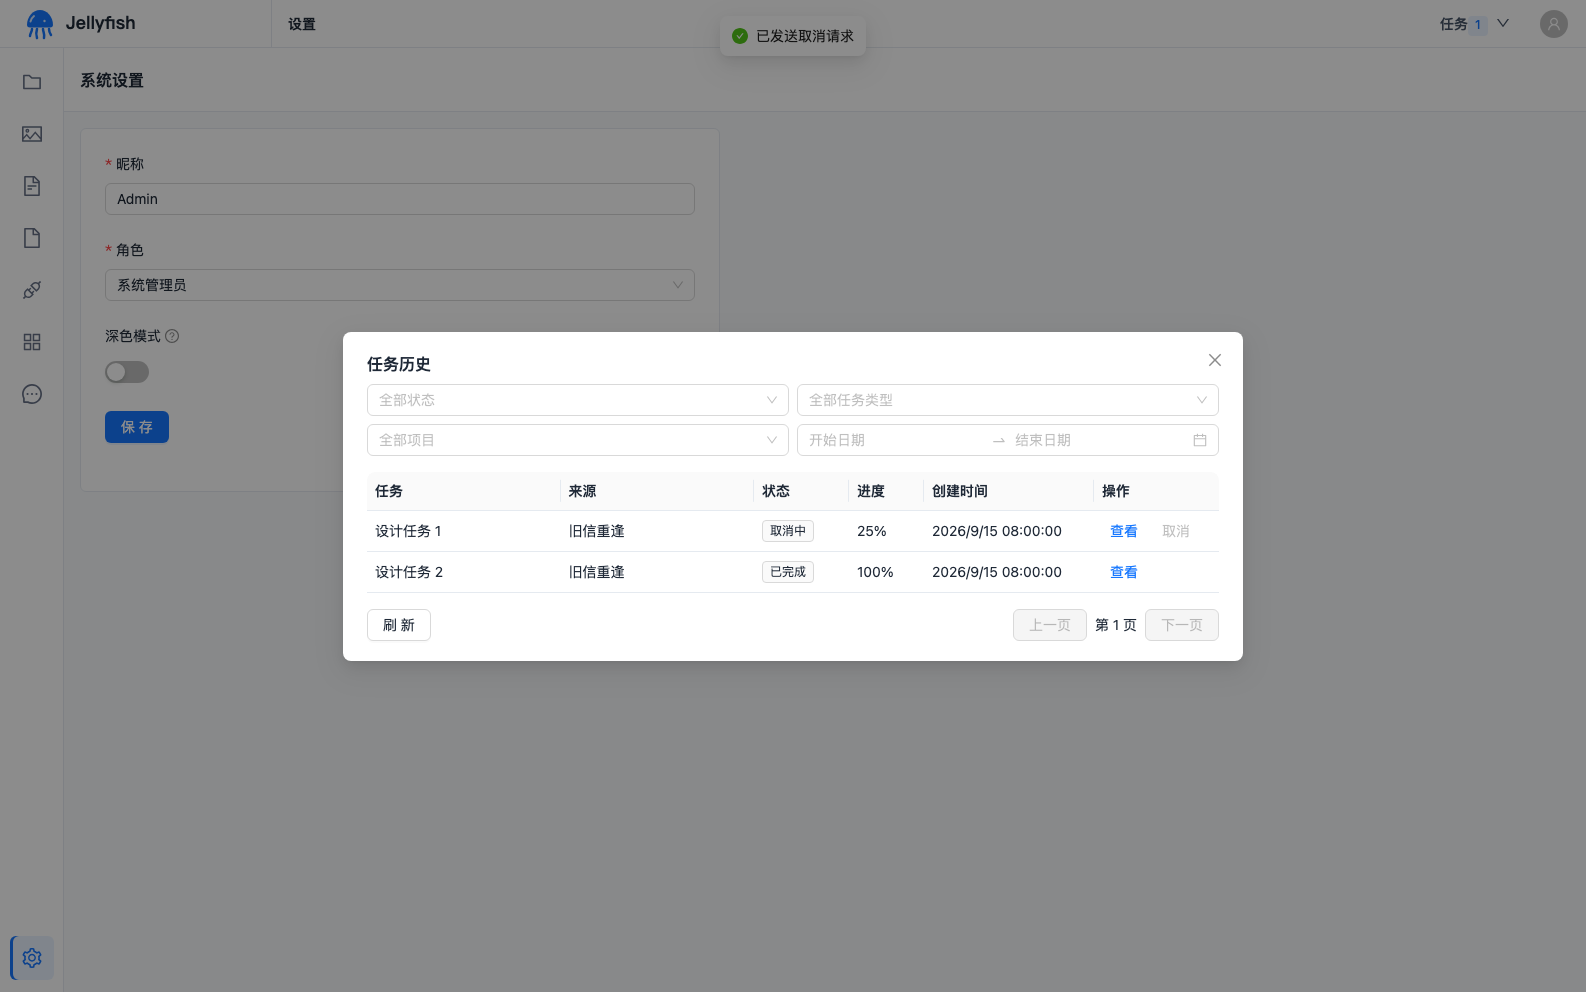 Jellyfish
设置
已发送取消请求
任务 1
系统设置
* 昵称
Admin
* 角色
系统管理员
深色模式
保 存
任务历史
全部状态
全部任务类型
全部项目
开始日期
结束日期
任务 来源 状态 进度 创建时间 操作
设计任务 1 旧信重逢 取消中 25% 2026/9/15 08:00:00 查看 取消
设计任务 2 旧信重逢 已完成 100% 2026/9/15 08:00:00 查看
刷 新
上一页
第 1 页
下一页